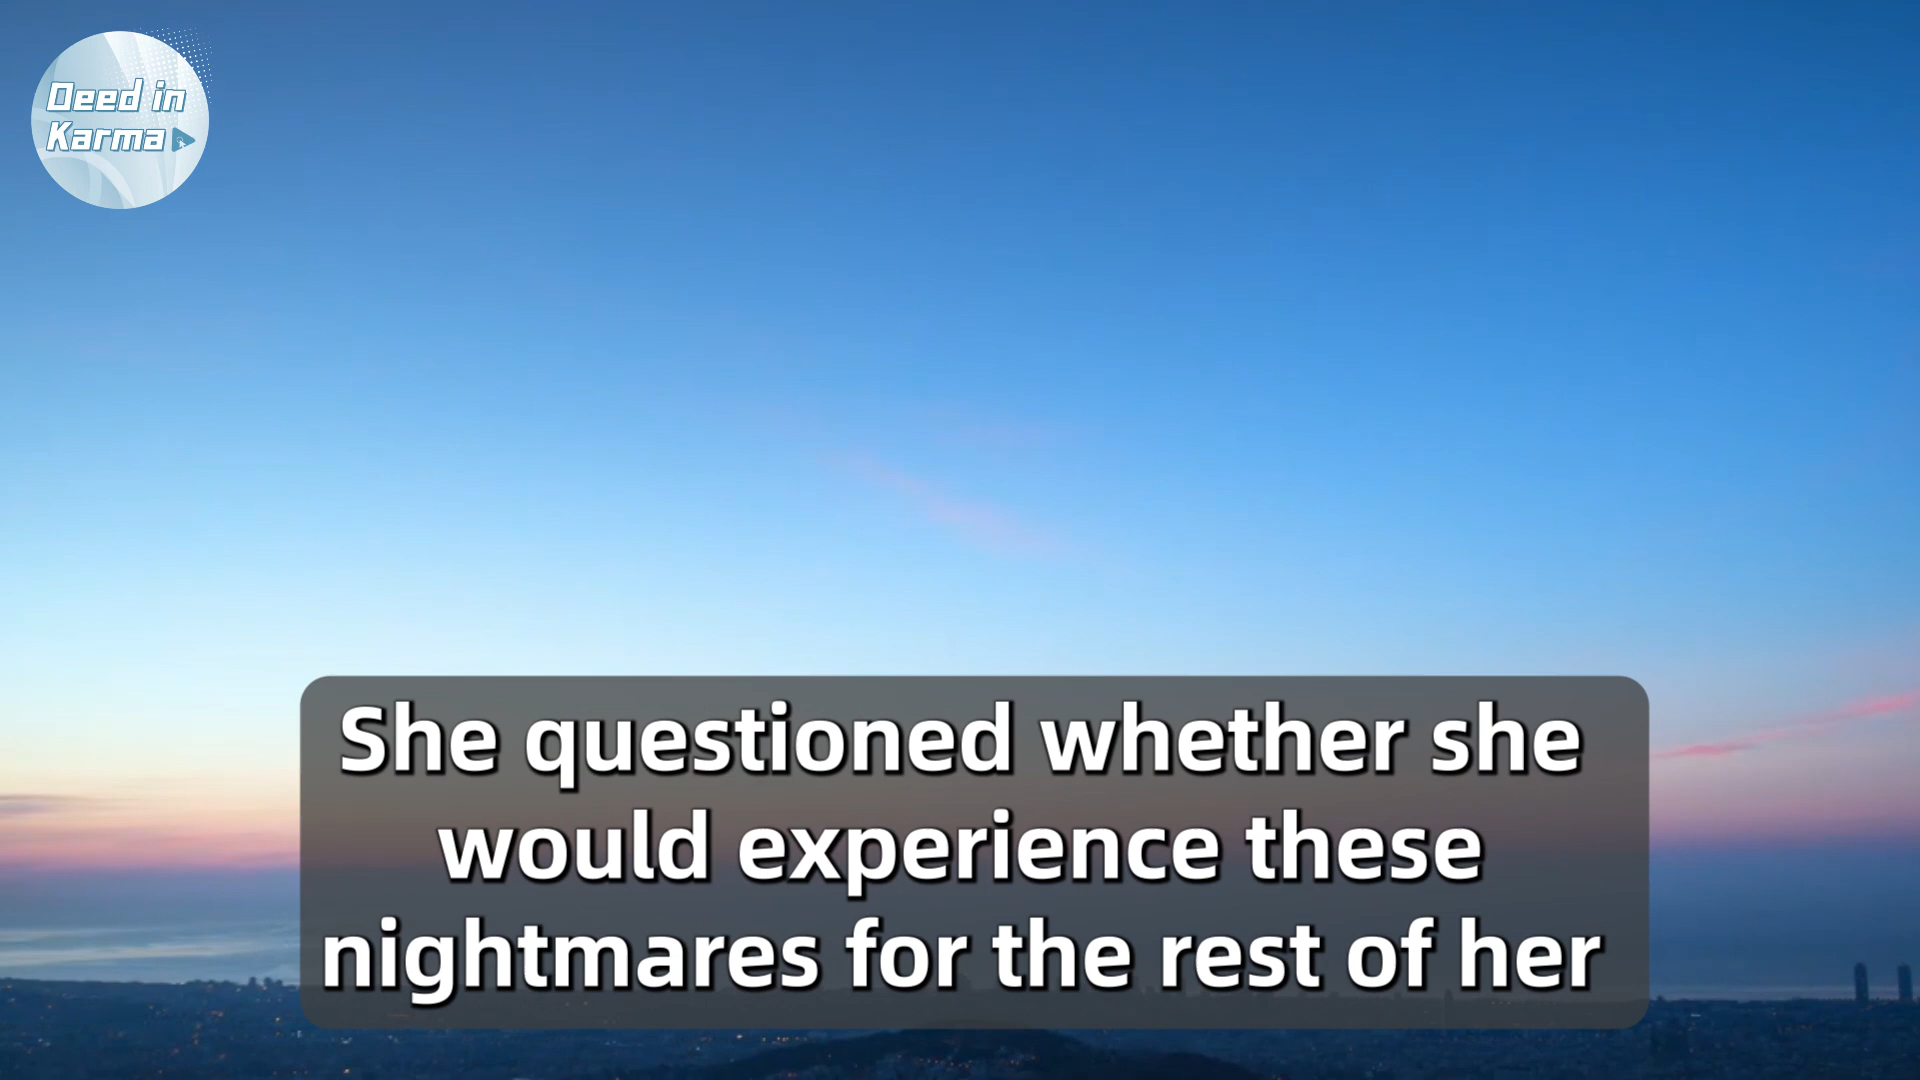 Deed in
Karma
She questioned whether she
would experience these
nightmares for the rest of her